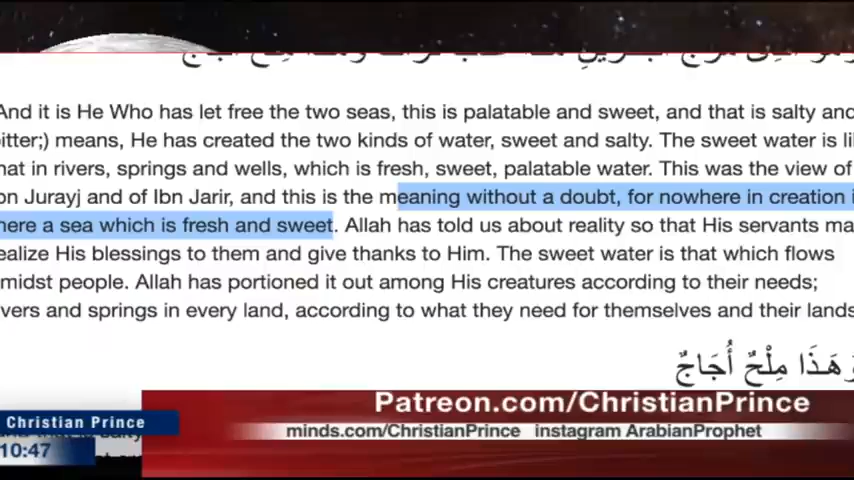 And it is He Who has let free the two seas, this is palatable and sweet, and that is salty and
itter;) means, He has created the two kinds of water, sweet and salty. The sweet water is li
hat in rivers, springs and wells, which is fresh, sweet, palatable water. This was the view of
bn Jurayj and of Ibn Jarir, and this is the meaning without a doubt, for nowhere in creation i
here a sea which is fresh and sweet. Allah has told us about reality so that His servants ma
ealize His blessings to them and give thanks to Him. The sweet water is that which flows
midst people. Allah has portioned it out among His creatures according to their needs;
vers and springs in every land, according to what they need for themselves and their lands
وَهَـذَا مِلْحٌ أُجَاجٌ
Patreon.com/ChristianPrince
Christian Prince
minds.com/ChristianPrince instagram ArabianProphet
10:47